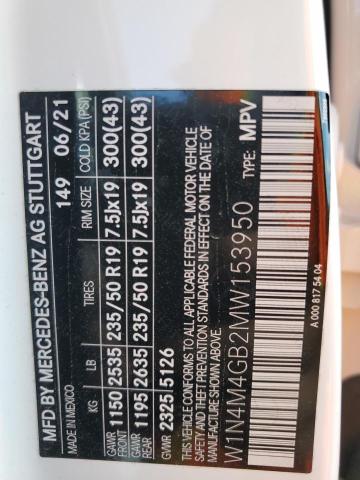 MFD BY MERCEDES-BENZ AG STUTTGART
MADE IN MEXICO 149 06/21
KG LB TIRES RIM SIZE COLD KPA (PSI)
GAWR FRONT 1150 2535 235/50 R19 7.5Jx19 300(43)
GAWR REAR 1195 2635 235/50 R19 7.5Jx19 300(43)
GVWR 2325 5126
THIS VEHICLE CONFORMS TO ALL APPLICABLE FEDERAL MOTOR VEHICLE
SAFETY AND THEFT PREVENTION STANDARDS IN EFFECT ON THE DATE OF
MANUFACTURE SHOWN ABOVE.
W1N4M4GB2MW153950 TYPE: MPV
A 000 817 54 04